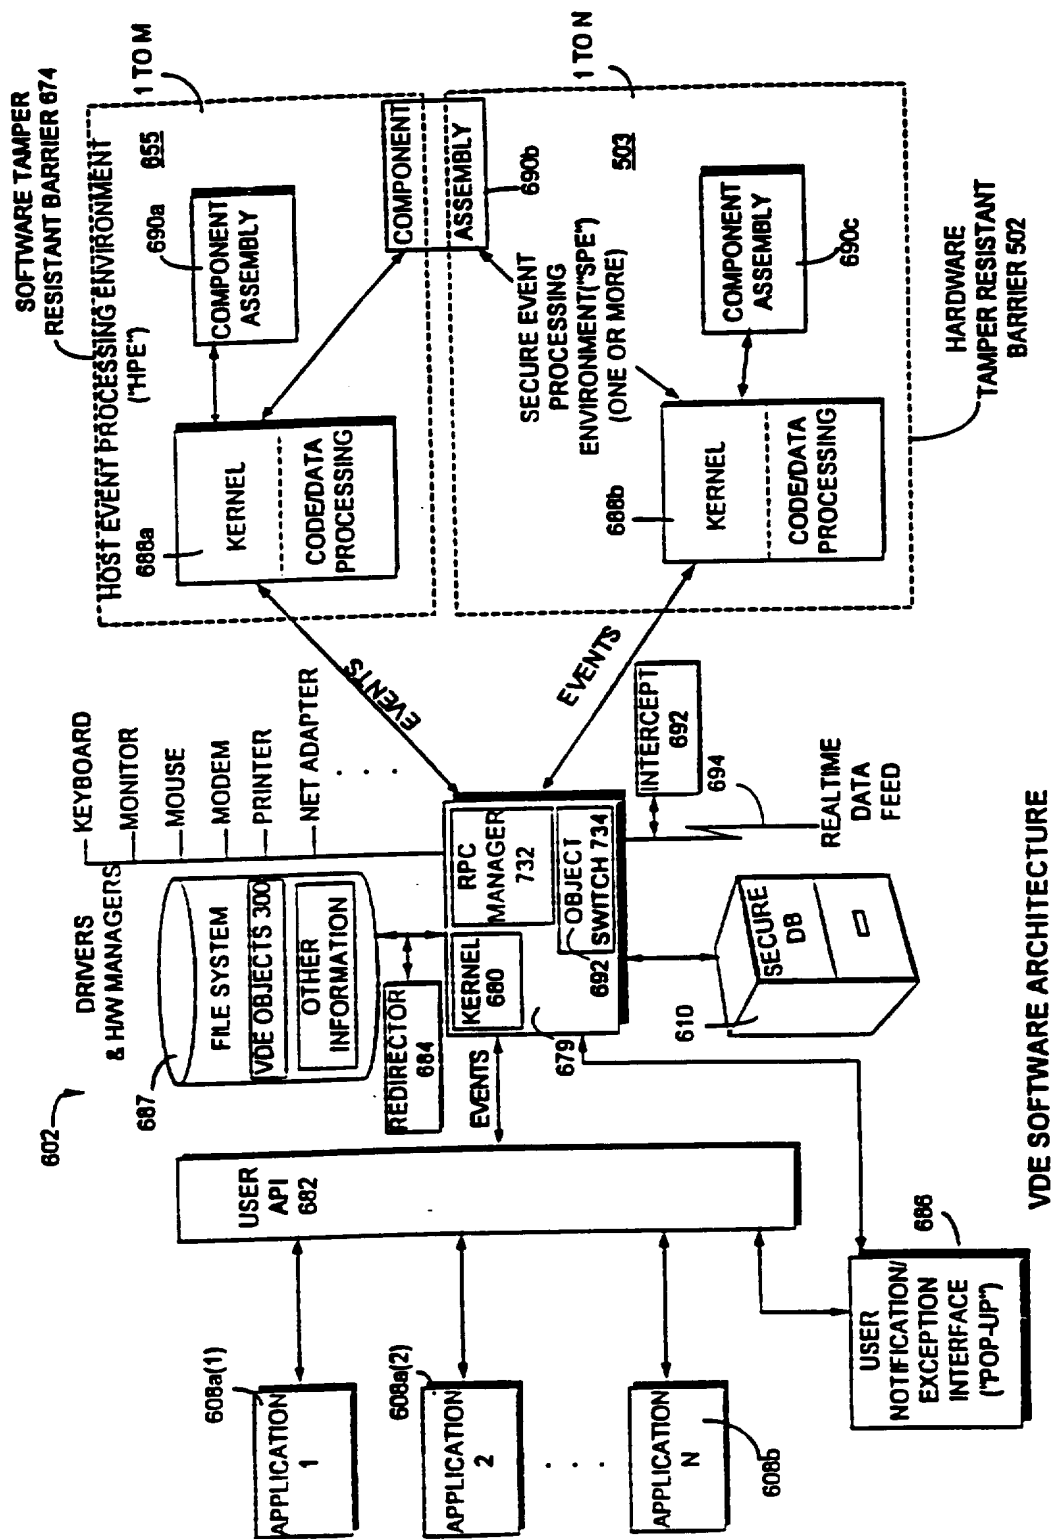 602
DRIVERS
& H/W MANAGERS
KEYBOARD
MONITOR
MOUSE
MODEM
PRINTER
NET ADAPTER
. . .
SOFTWARE TAMPER
RESISTANT BARRIER 674
HOST EVENT PROCESSING ENVIRONMENT
("HPE")
655
1 TO M
690a
COMPONENT
ASSEMBLY
688a
KERNEL
CODE/DATA
PROCESSING
COMPONENT
ASSEMBLY
690b
SECURE EVENT
PROCESSING
ENVIRONMENT("SPE")
(ONE OR MORE)
503
1 TO N
688b
KERNEL
CODE/DATA
PROCESSING
COMPONENT
ASSEMBLY
690c
HARDWARE
TAMPER RESISTANT
BARRIER 502
EVENTS
EVENTS
687
FILE SYSTEM
VDE OBJECTS 300
OTHER
INFORMATION
REDIRECTOR
684
KERNEL
680
RPC
MANAGER
732
OBJECT
SWITCH 734
692
679
EVENTS
INTERCEPT
692
694
REALTIME
DATA
FEED
SECURE
DB
610
USER
API
682
608a(1)
APPLICATION
1
608a(2)
APPLICATION
2
. . . .
APPLICATION
N
608b
USER
NOTIFICATION/
EXCEPTION
INTERFACE
("POP-UP")
686
VDE SOFTWARE ARCHITECTURE